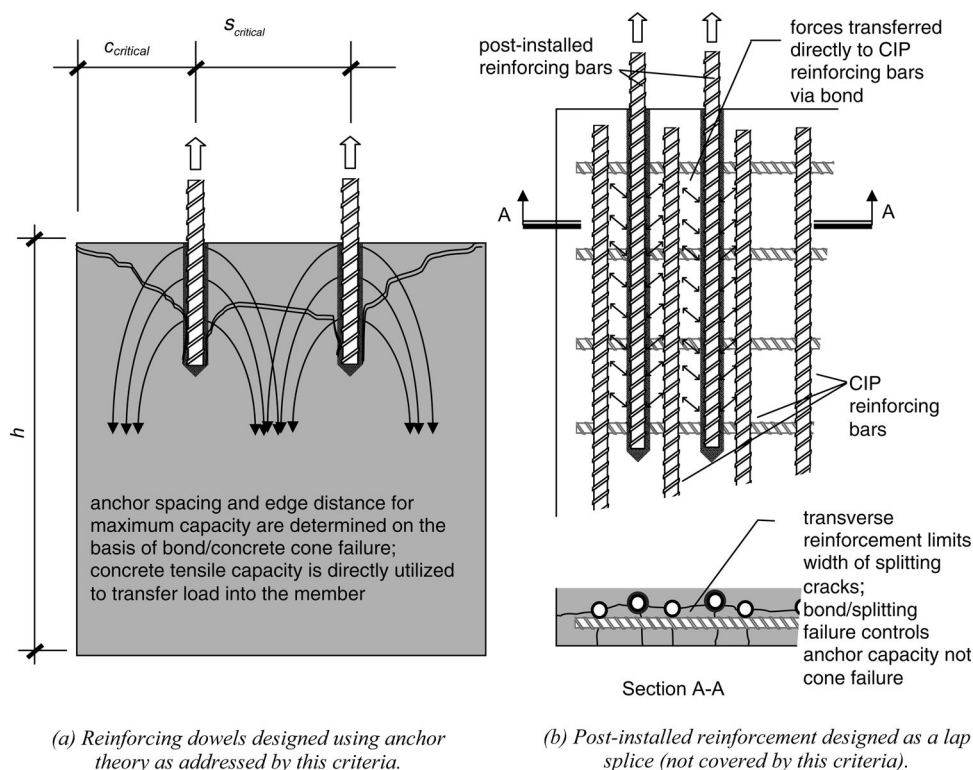 c_critical
s_critical
h
anchor spacing and edge distance for
maximum capacity are determined on the
basis of bond/concrete cone failure;
concrete tensile capacity is directly utilized
to transfer load into the member
(a) Reinforcing dowels designed using anchor
theory as addressed by this criteria.
post-installed
reinforcing bars
forces transferred
directly to CIP
reinforcing bars
via bond
A
A
CIP
reinforcing
bars
transverse
reinforcement limits
width of splitting
cracks;
bond/splitting
failure controls
anchor capacity not
cone failure
Section A-A
(b) Post-installed reinforcement designed as a lap
splice (not covered by this criteria).